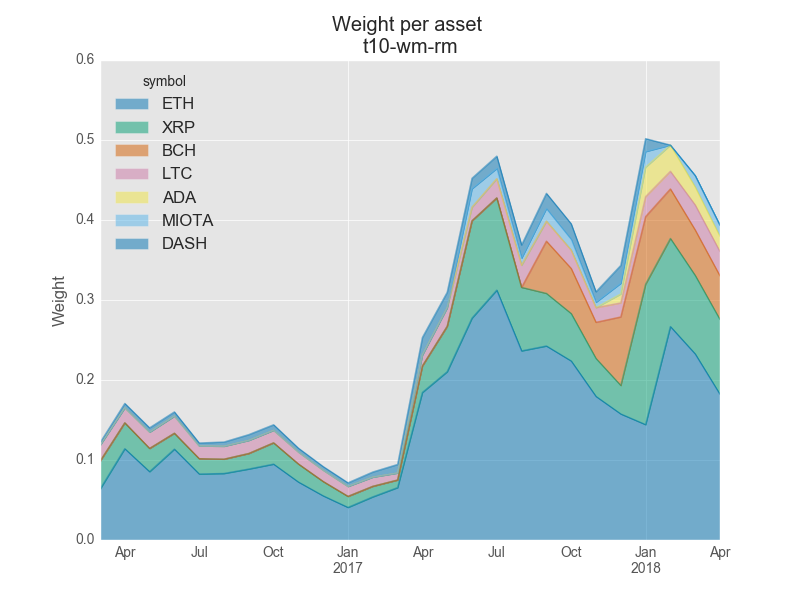 Weight per asset
t10-wm-rm
symbol
ETH
XRP
BCH
LTC
ADA
MIOTA
DASH
Weight
0.6
0.5
0.4
0.3
0.2
0.1
0.0
Apr Jul Oct Jan Apr Jul Oct Jan Apr
2017 2018